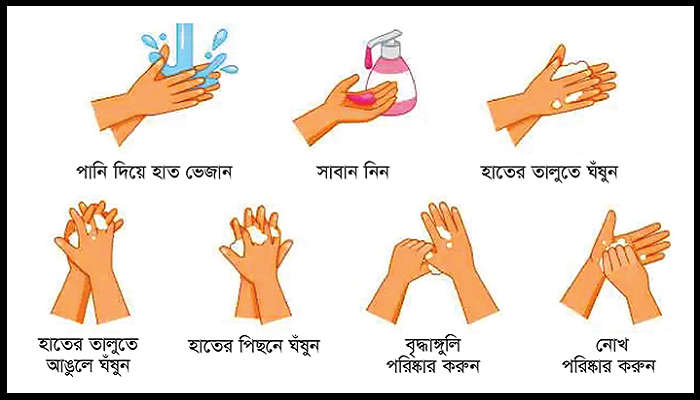 পানি দিয়ে হাত ভেজান
সাবান নিন
হাতের তালুতে ঘঁষুন
হাতের তালুতে
আঙুলে ঘঁষুন
হাতের পিছনে ঘঁষুন
বৃদ্ধাঙ্গুলি
পরিষ্কার করুন
নোখ
পরিষ্কার করুন